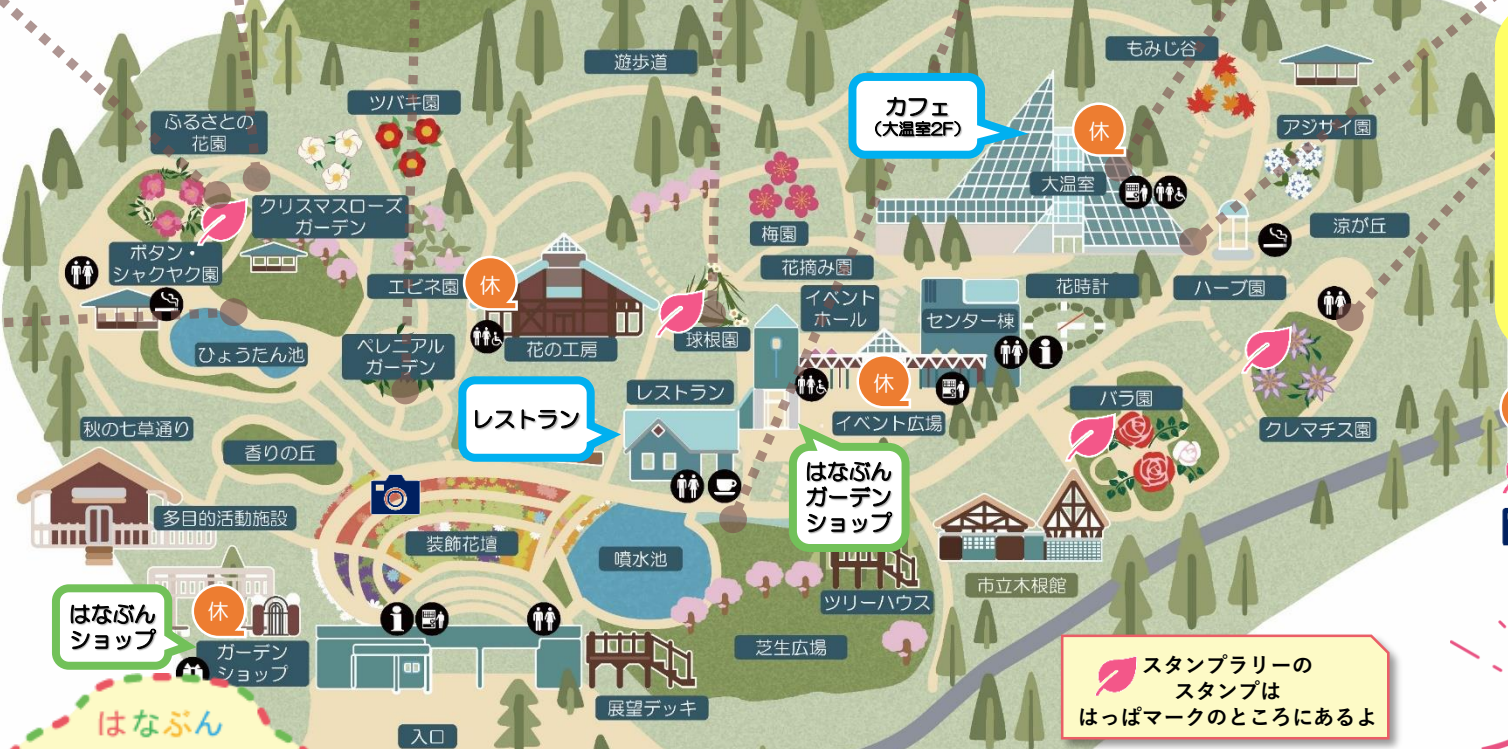 遊歩道
もみじ谷
ツバキ園
カフェ
（大温室2F）
ふるさとの
花園
休
アジサイ園
大温室
クリスマスローズ
ガーデン
梅園
涼が丘
ボタン・
シャクヤク園
花摘み園
エビネ園
休
イベント
ホール
花時計
ハーブ園
センター棟
ひょうたん池
ペレニアル
ガーデン
花の工房
球根園
休
レストラン
レストラン
バラ園
イベント広場
クレマチス園
秋の七草通り
香りの丘
はなぶん
ガーデン
ショップ
多目的活動施設
装飾花壇
噴水池
市立木根館
ツリーハウス
はなぶん
ショップ
休
ガーデン
ショップ
芝生広場
展望デッキ
入口
はなぶん
スタンプラリーの
スタンプは
はっぱマークのところにあるよ